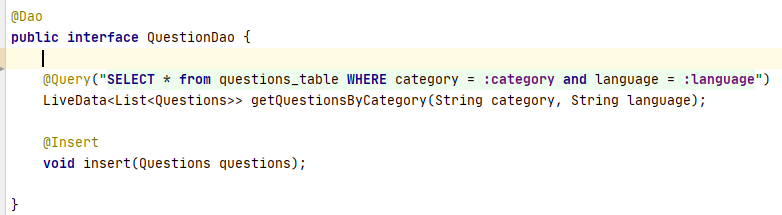 @Dao
public interface QuestionDao {
@Query("SELECT * from questions_table WHERE category = :category and language = :language")
LiveData<List<Questions>> getQuestionsByCategory(String category, String language);
@Insert
void insert(Questions questions);
}